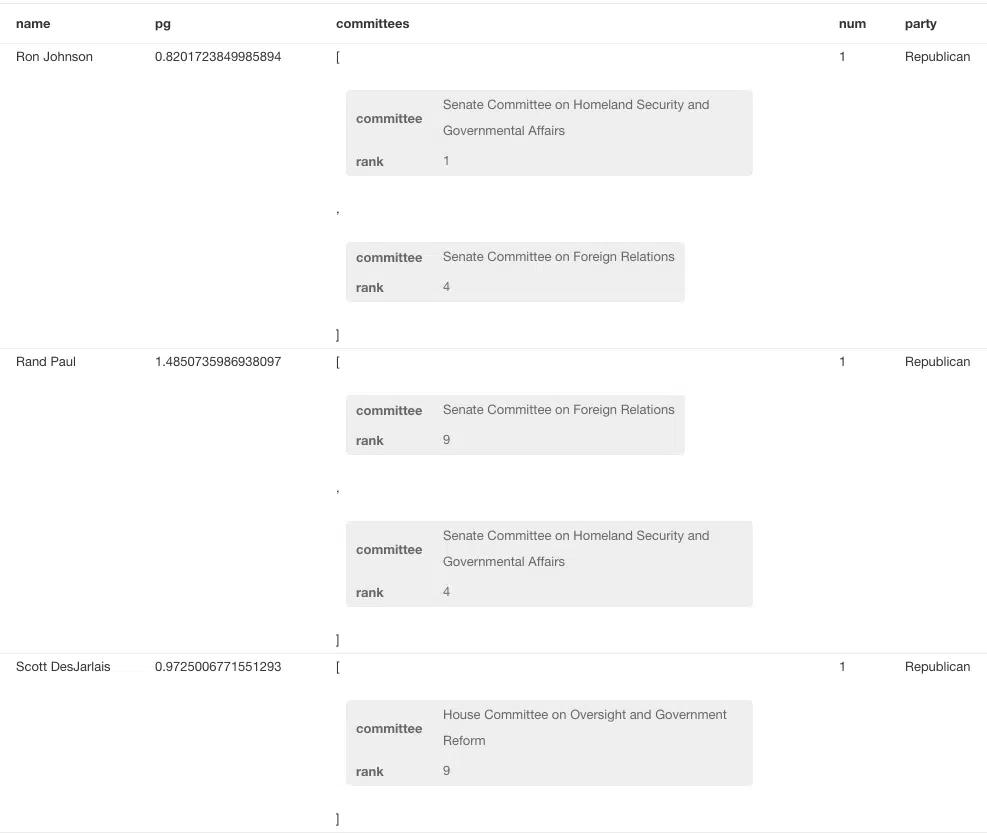 name pg committees num party
Ron Johnson 0.8201723849985894 [ 1 Republican
Senate Committee on Homeland Security and
committee
Governmental Affairs
rank 1
,
committee Senate Committee on Foreign Relations
rank 4
]
Rand Paul 1.4850735986938097 [ 1 Republican
committee Senate Committee on Foreign Relations
rank 9
,
Senate Committee on Homeland Security and
committee
Governmental Affairs
rank 4
]
Scott DesJarlais 0.9725006771551293 [ 1 Republican
House Committee on Oversight and Government
committee
Reform
rank 9
]